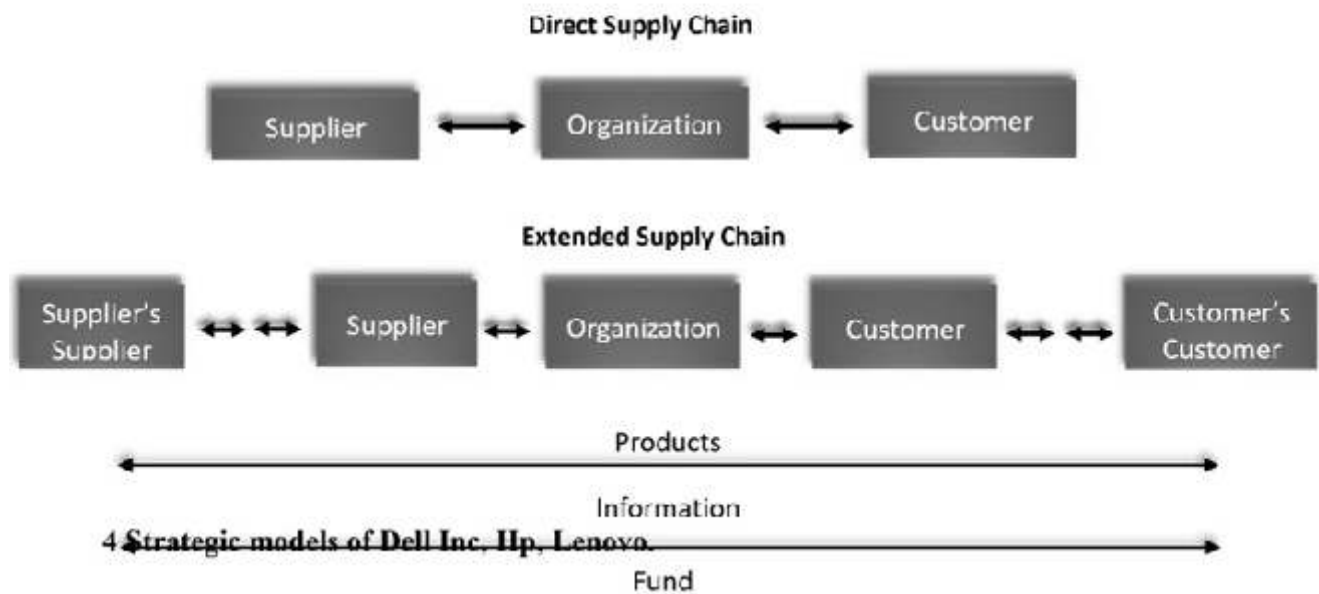 Direct Supply Chain
Supplier Organization Customer
Extended Supply Chain
Supplier's Supplier Organization Customer Customer's
Supplier Customer
Products
Information
4 Strategic models of Dell Inc, Hp, Lenovo.
Fund